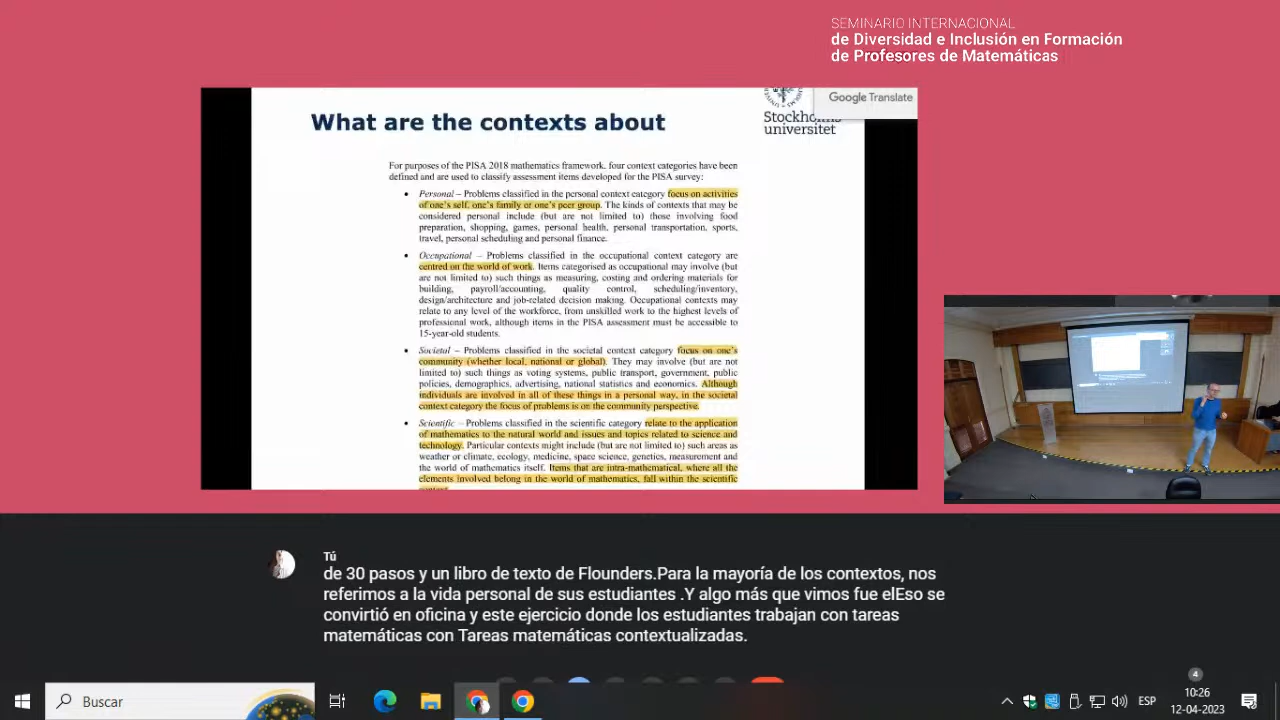 SEMINARIO INTERNACIONAL
de Diversidad e Inclusión en Formación
de Profesores de Matemáticas
What are the contexts about
Google Translate
Stockholms
universitet
For purposes of the PISA 2018 mathematics framework, four context categories have been
defined and are used to classify assessment items developed for the PISA survey:
• Personal – Problems classified in the personal context category focus on activities
of one's self, one's family or one's peer group. The kinds of contexts that may be
considered personal include (but are not limited to) those involving food
preparation, shopping, games, personal health, personal transportation, sports,
travel, personal scheduling and personal finance.
• Occupational – Problems classified in the occupational context category are
centred on the world of work. Items categorised as occupational may involve (but
are not limited to) such things as measuring, costing and ordering materials for
building, payroll/accounting, quality control, scheduling/inventory,
design/architecture and job-related decision making. Occupational contexts may
relate to any level of the workforce, from unskilled work to the highest levels of
professional work, although items in the PISA assessment must be accessible to
15-year-old students.
• Societal – Problems classified in the societal context category focus on one's
community (whether local, national or global). They may involve (but are not
limited to) such things as voting systems, public transport, government, public
policies, demographics, advertising, national statistics and economics. Although
individuals are involved in all of these things in a personal way, in the societal
context category the focus of problems is on the community perspective.
• Scientific – Problems classified in the scientific category relate to the application
of mathematics to the natural world and issues and topics related to science and
technology. Particular contexts might include (but are not limited to) such areas as
weather or climate, ecology, medicine, space science, genetics, measurement and
the world of mathematics itself. Items that are intra-mathematical, where all the
elements involved belong in the world of mathematics, fall within the scientific
Tú
de 30 pasos y un libro de texto de Flounders.Para la mayoría de los contextos, nos
referimos a la vida personal de sus estudiantes .Y algo más que vimos fue elEso se
convirtió en oficina y este ejercicio donde los estudiantes trabajan con tareas
matemáticas con Tareas matemáticas contextualizadas.
Buscar
4
ESP
10:26
12-04-2023